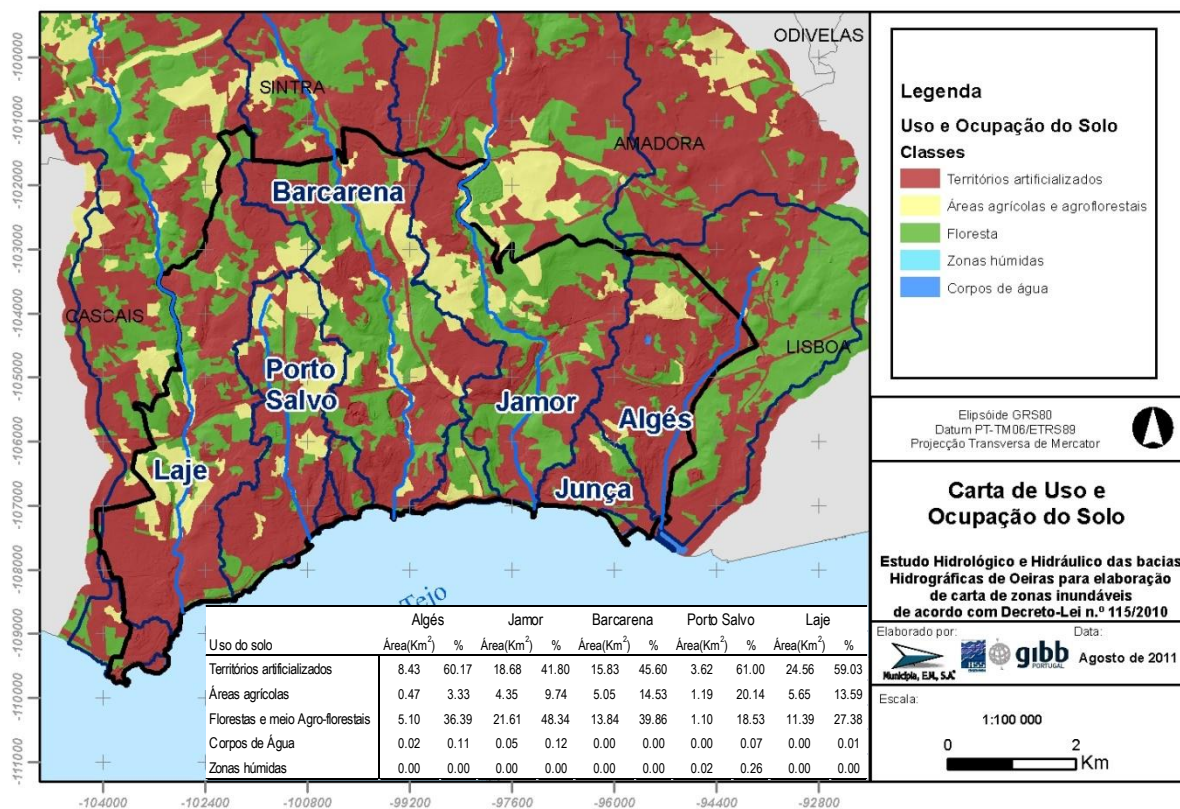 -100000
-101000
-102000
-103000
-104000
-105000
-106000
-107000
-108000
-109000
-110000
-111000
ODIVELAS
SINTRA
AMADORA
Barcarena
CASCAIS
LISBOA
Porto
Salvo
Jamor
Algés
Laje
Junça
Tejo
Algés Jamor Barcarena Porto Salvo Laje
Uso do solo Área(Km²) % Área(Km²) % Área(Km²) % Área(Km²) % Área(Km²) %
Territórios artificializados 8.43 60.17 18.68 41.80 15.83 45.60 3.62 61.00 24.56 59.03
Áreas agrícolas 0.47 3.33 4.35 9.74 5.05 14.53 1.19 20.14 5.65 13.59
Florestas e meio Agro-florestais 5.10 36.39 21.61 48.34 13.84 39.86 1.10 18.53 11.39 27.38
Corpos de Água 0.02 0.11 0.05 0.12 0.00 0.00 0.00 0.07 0.00 0.01
Zonas húmidas 0.00 0.00 0.00 0.00 0.00 0.00 0.02 0.26 0.00 0.00
-104000 -102400 -100800 -99200 -97600 -96000 -94400 -92800
Legenda
Uso e Ocupação do Solo
Classes
Territórios artificializados
Áreas agrícolas e agroflorestais
Floresta
Zonas húmidas
Corpos de água
Elipsóide GRS80
Datum PT-TM06/ETRS89
Projecção Transversa de Mercator
Carta de Uso e
Ocupação do Solo
Estudo Hidrológico e Hidráulico das bacias
Hidrográficas de Oeiras para elaboração
de carta de zonas inundáveis
de acordo com Decreto-Lei n.º 115/2010
Elaborado por: Data:
Municípia, E.M., S.A. gibb
PORTUGAL
Agosto de 2011
Escala:
1:100 000
0 2
Km